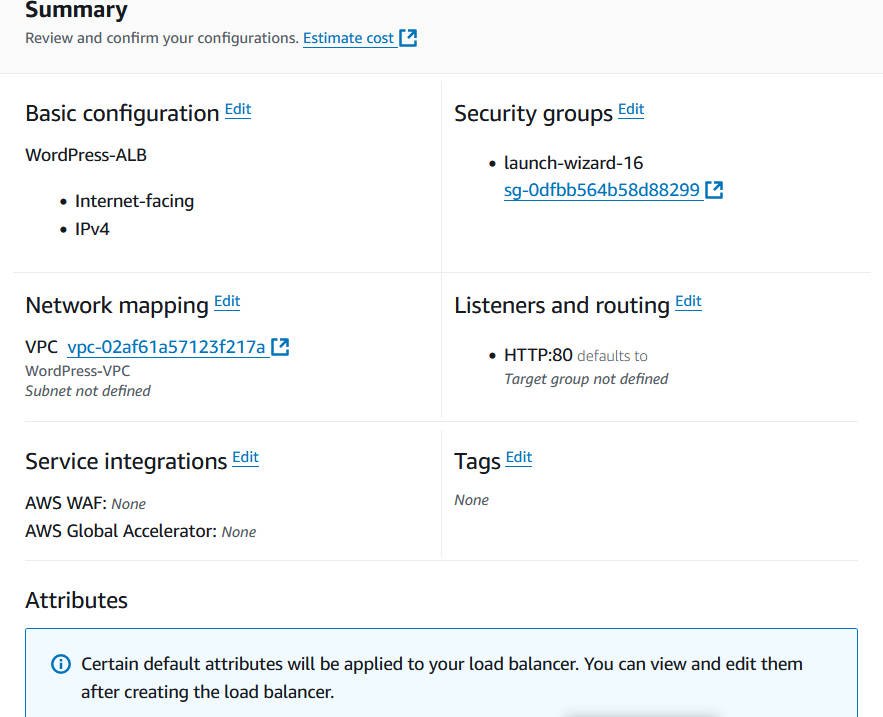 Summary
Review and confirm your configurations. Estimate cost
Basic configuration Edit
WordPress-ALB
• Internet-facing
• IPv4
Security groups Edit
• launch-wizard-16
sg-0dfbb564b58d88299
Network mapping Edit
VPC vpc-02af61a57123f217a
WordPress-VPC
Subnet not defined
Listeners and routing Edit
• HTTP:80 defaults to
Target group not defined
Service integrations Edit
AWS WAF: None
AWS Global Accelerator: None
Tags Edit
None
Attributes
Certain default attributes will be applied to your load balancer. You can view and edit them
after creating the load balancer.